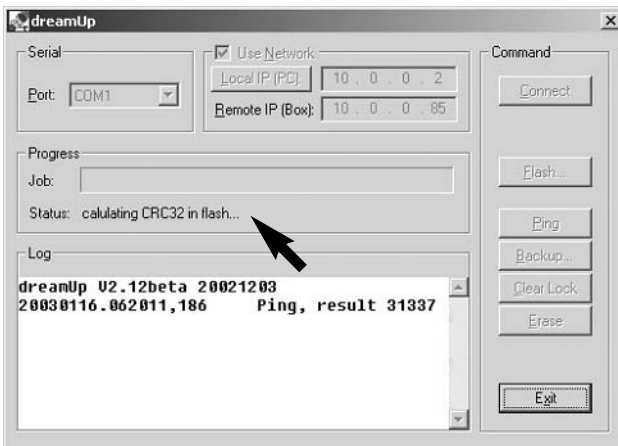 dreamUp
Serial
Port: COM1
Use Network
Local IP (PC): 10 . 0 . 0 . 2
Remote IP (Box): 10 . 0 . 0 . 85
Command
Connect
Flash...
Ping
Backup...
Clear Lock
Erase
Exit
Progress
Job:
Status: calulating CRC32 in flash...
Log
dreamUp V2.12beta 20021203
20030116.062011,186 Ping, result 31337